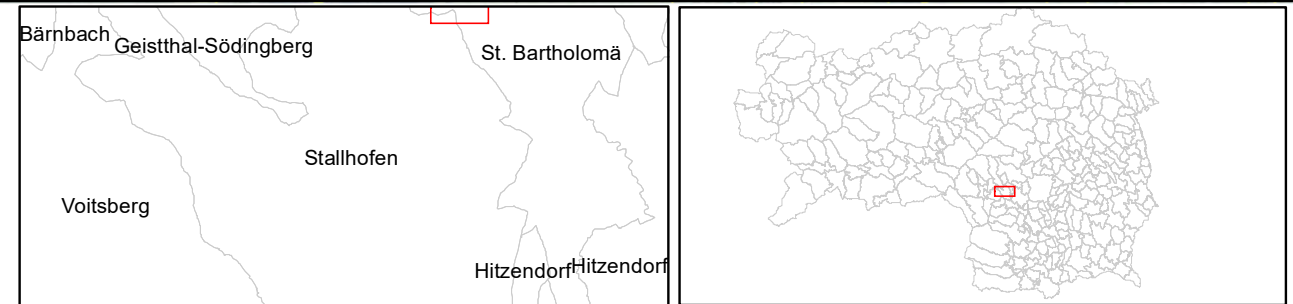 Bärnbach
Geistthal-Södingberg
St. Bartholomä
Stallhofen
Voitsberg
Hitzendorf
Hitzendorf